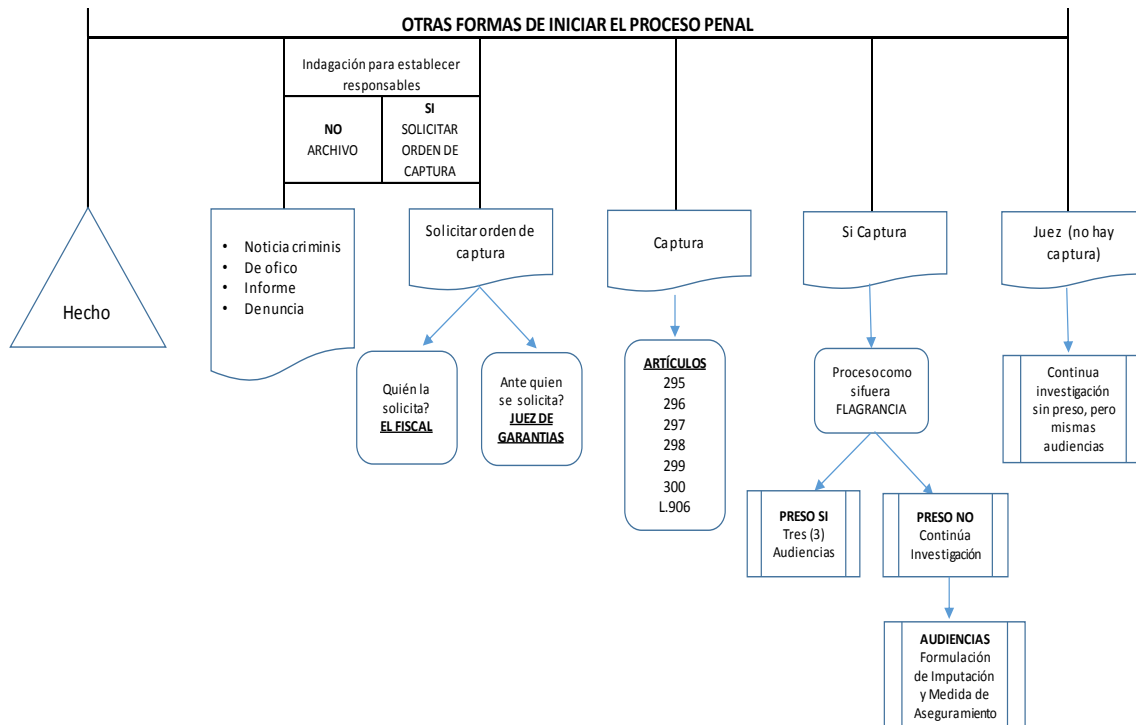 OTRAS FORMAS DE INICIAR EL PROCESO PENAL
Indagación para establecer
responsables
NO
ARCHIVO
SI
SOLICITAR
ORDEN DE
CAPTURA
Hecho
• Noticia criminis
• De ofico
• Informe
• Denuncia
Solicitar orden de
captura
Quién la
solicita?
EL FISCAL
Ante quien
se solicita?
JUEZ DE
GARANTIAS
Captura
ARTÍCULOS
295
296
297
298
299
300
L.906
Si Captura
Proceso como
si fuera
FLAGRANCIA
PRESO SI
Tres (3)
Audiencias
PRESO NO
Continúa
Investigación
AUDIENCIAS
Formulación
de Imputación
y Medida de
Aseguramiento
Juez (no hay
captura)
Continua
investigación
sin preso, pero
mismas
audiencias